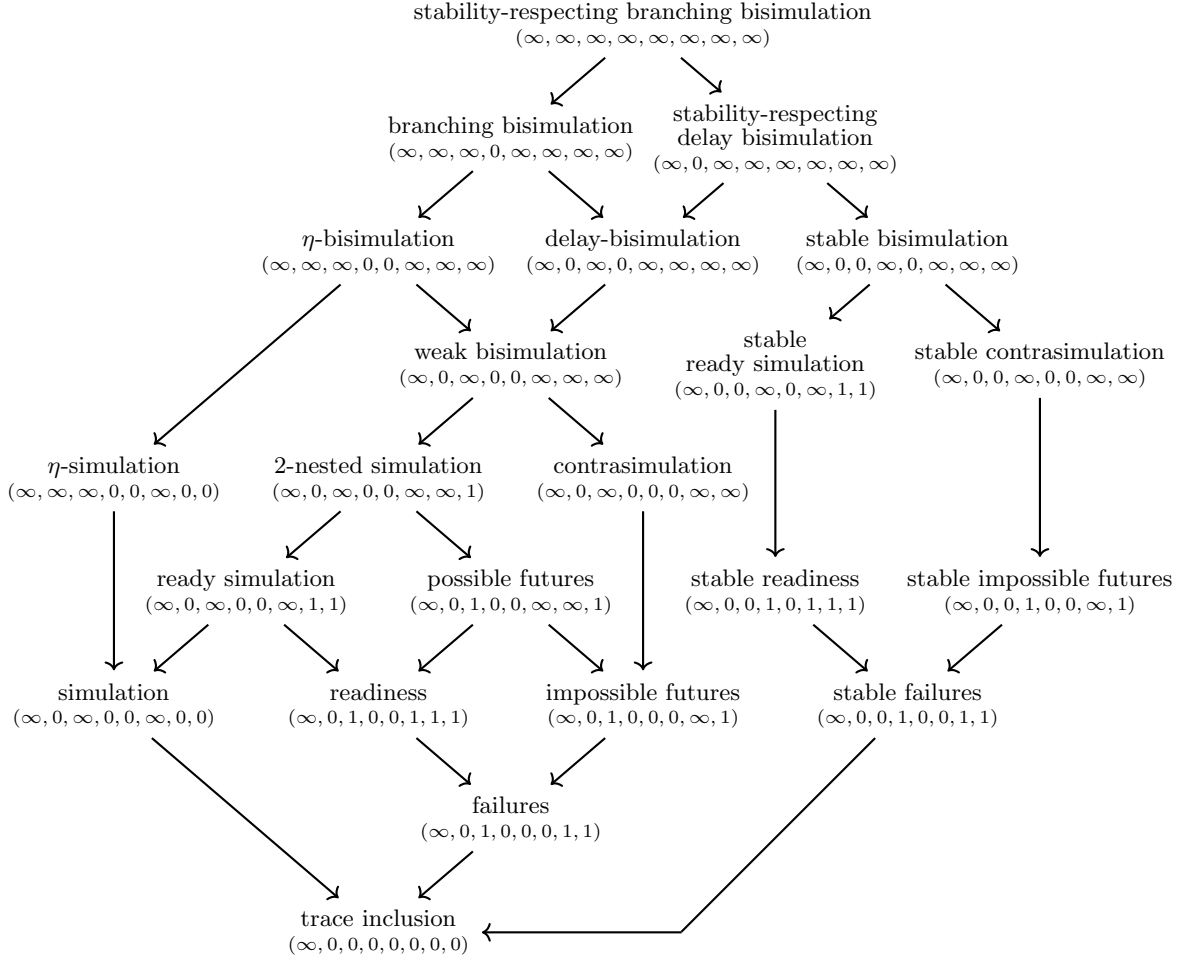 stability-respecting branching bisimulation
(∞, ∞, ∞, ∞, ∞, ∞, ∞, ∞)
branching bisimulation
(∞, ∞, ∞, 0, ∞, ∞, ∞, ∞)
stability-respecting
delay bisimulation
(∞, 0, ∞, ∞, ∞, ∞, ∞, ∞)
η-bisimulation
(∞, ∞, ∞, 0, 0, ∞, ∞, ∞)
delay-bisimulation
(∞, 0, ∞, 0, ∞, ∞, ∞, ∞)
stable bisimulation
(∞, 0, 0, ∞, 0, ∞, ∞, ∞)
weak bisimulation
(∞, 0, ∞, 0, 0, ∞, ∞, ∞)
stable
ready simulation
(∞, 0, 0, ∞, 0, ∞, 1, 1)
stable contrasimulation
(∞, 0, 0, ∞, 0, 0, ∞, ∞)
η-simulation
(∞, ∞, ∞, 0, 0, ∞, 0, 0)
2-nested simulation
(∞, 0, ∞, 0, 0, ∞, ∞, 1)
contrasimulation
(∞, 0, ∞, 0, 0, 0, ∞, ∞)
ready simulation
(∞, 0, ∞, 0, 0, ∞, 1, 1)
possible futures
(∞, 0, 1, 0, 0, ∞, ∞, 1)
stable readiness
(∞, 0, 0, 1, 0, 1, 1, 1)
stable impossible futures
(∞, 0, 0, 1, 0, 0, ∞, 1)
simulation
(∞, 0, ∞, 0, 0, ∞, 0, 0)
readiness
(∞, 0, 1, 0, 0, 1, 1, 1)
impossible futures
(∞, 0, 1, 0, 0, 0, ∞, 1)
stable failures
(∞, 0, 0, 1, 0, 0, 1, 1)
failures
(∞, 0, 1, 0, 0, 0, 1, 1)
trace inclusion
(∞, 0, 0, 0, 0, 0, 0, 0)